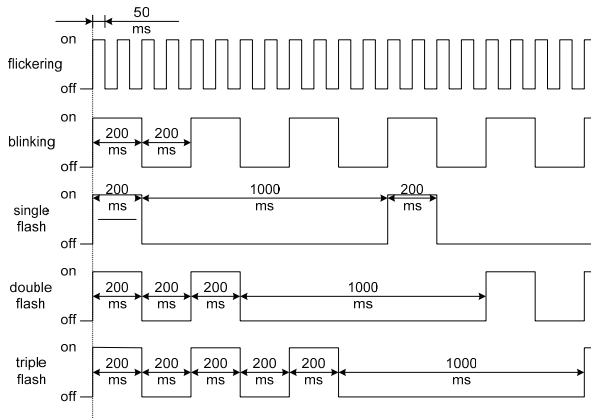 50
ms
on
flickering
off
on
blinking
200 200
ms ms
off
on
single
flash
200 1000 200
ms ms ms
off
on
double
flash
200 200 200 1000
ms ms ms ms
off
on
triple
flash
200 200 200 200 200 1000
ms ms ms ms ms ms
off